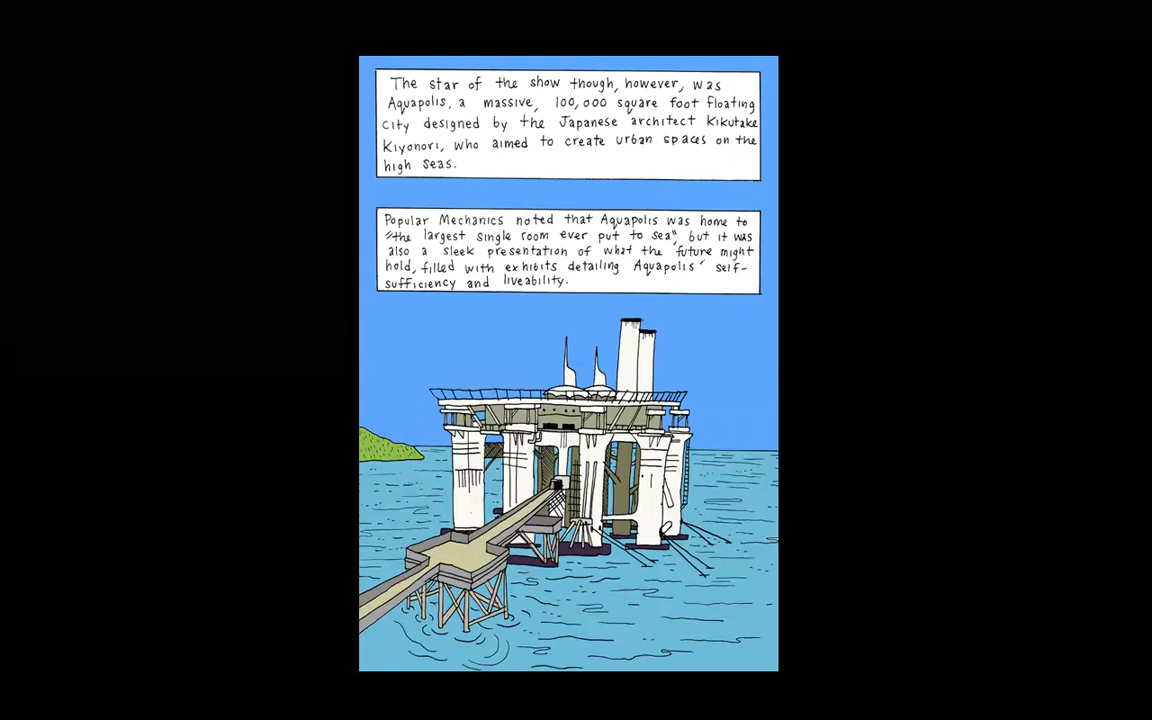 The star of the show though, however, was
Aquapolis, a massive, 100,000 square foot floating
city designed by the Japanese architect Kikutake
Kiyonori, who aimed to create urban spaces on the
high seas.
Popular Mechanics noted that Aquapolis was home to
"the largest single room ever put to sea", but it was
also a sleek presentation of what the future might
hold, filled with exhibits detailing Aquapolis' self-
sufficiency and liveability.